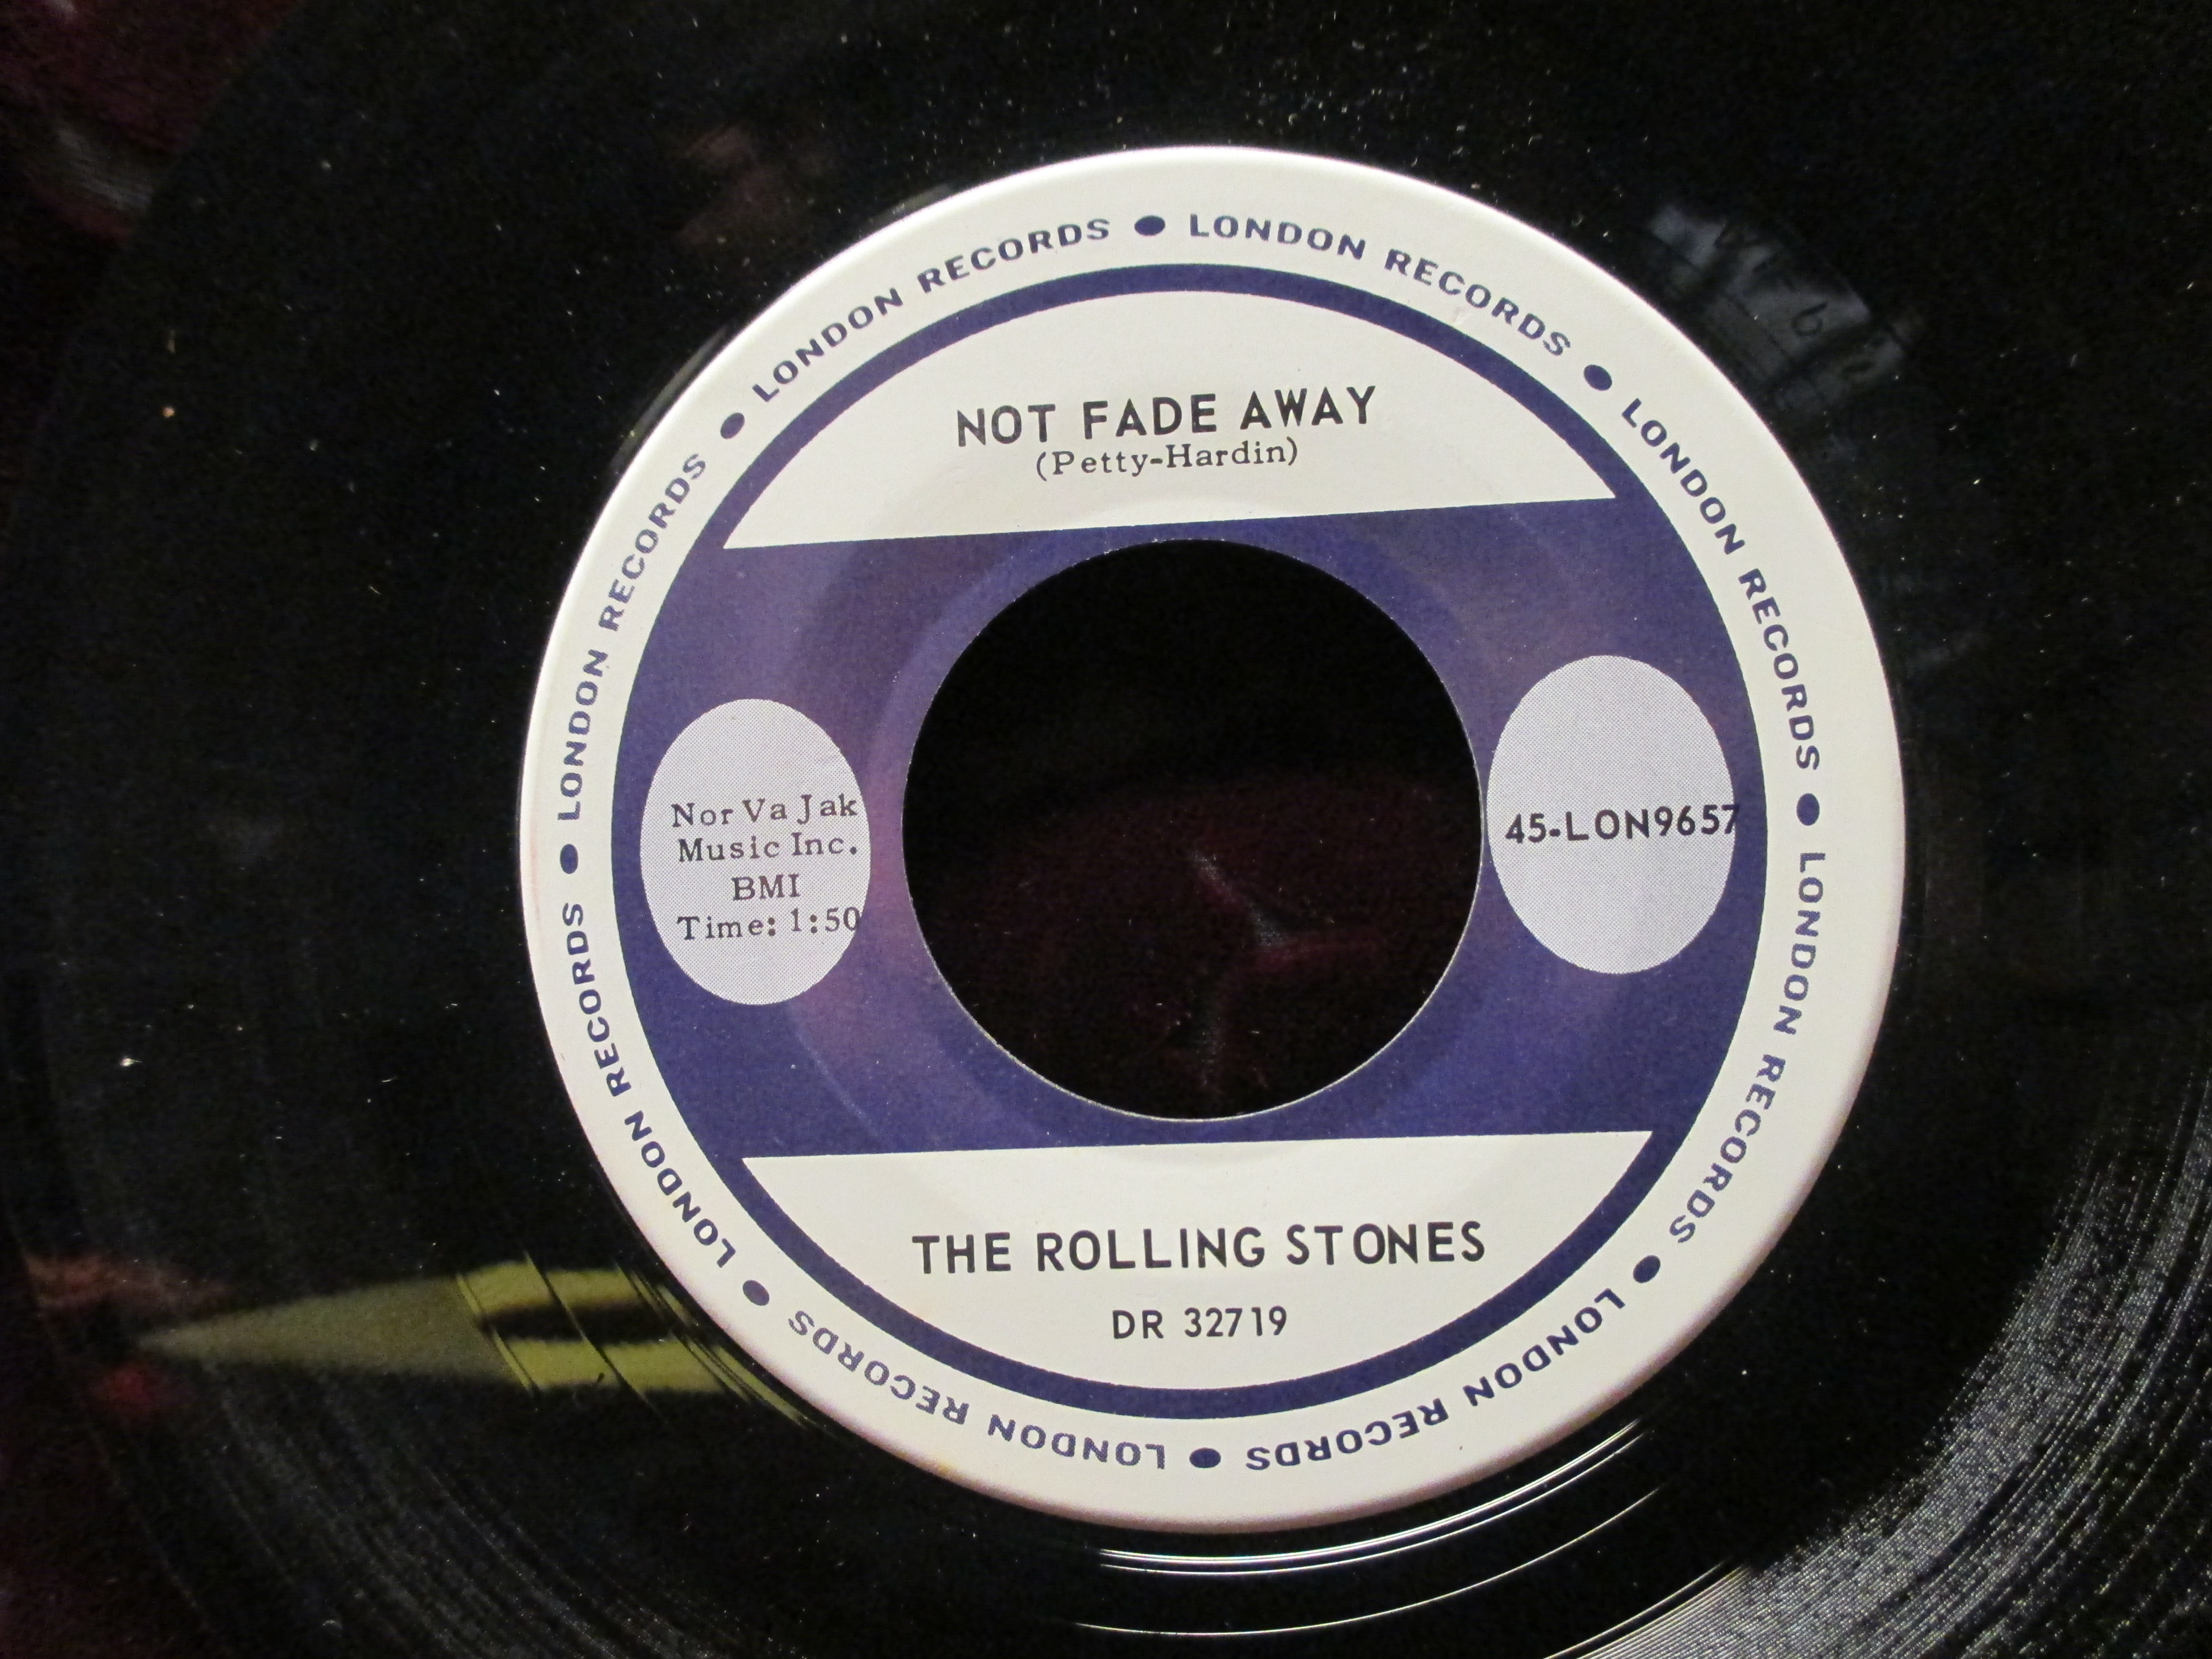 LONDON RECORDS ● LONDON RECORDS ● LONDON RECORDS ● LONDON RECORDS ● LONDON RECORDS ● LONDON RECORDS ● LONDON RECORDS ● LONDON RECORDS ●
NOT FADE AWAY
(Petty-Hardin)
Nor Va Jak
Music Inc.
BMI
Time: 1:50
45-LON9657
THE ROLLING STONES
DR 32719